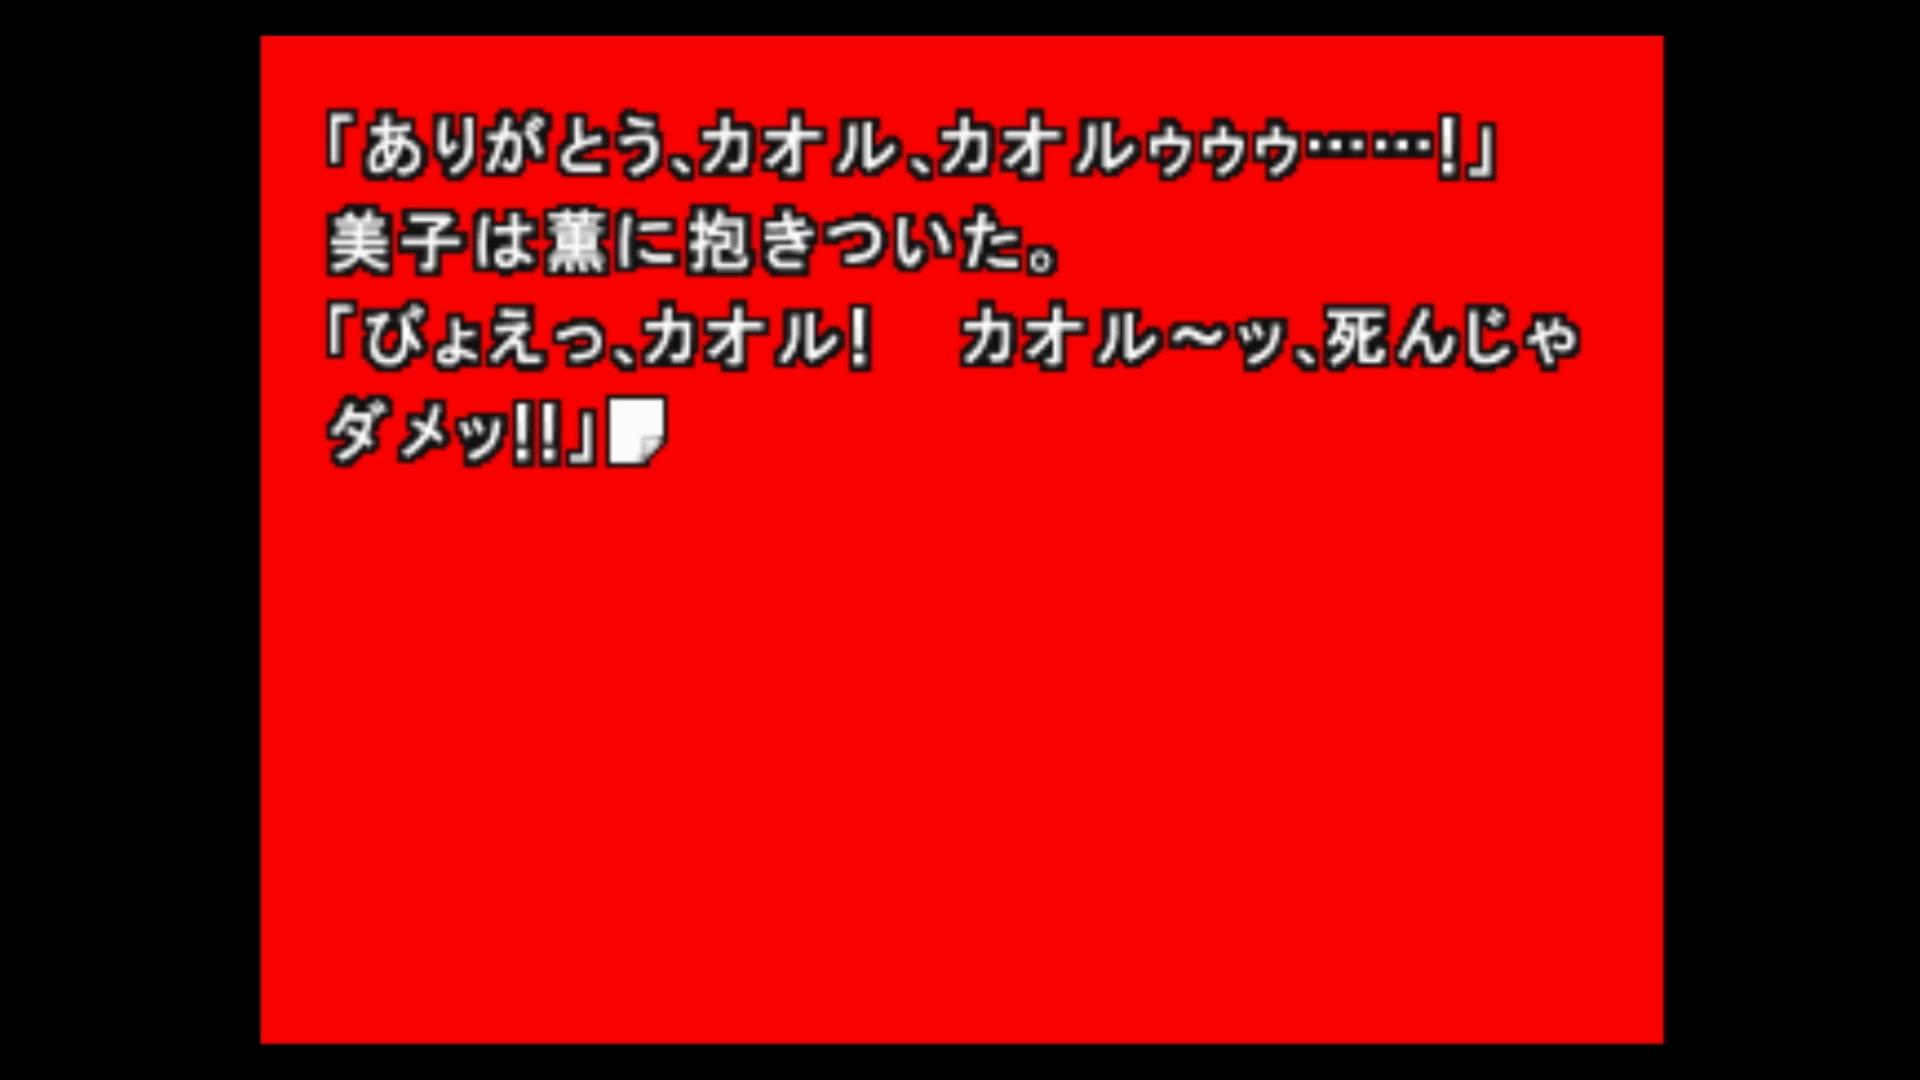 「ありがとう、カオル、カオルゥゥゥ……!」
美子は薫に抱きついた。
「びょえっ、カオル!　カオル～ッ、死んじゃ
ダメッ!!」